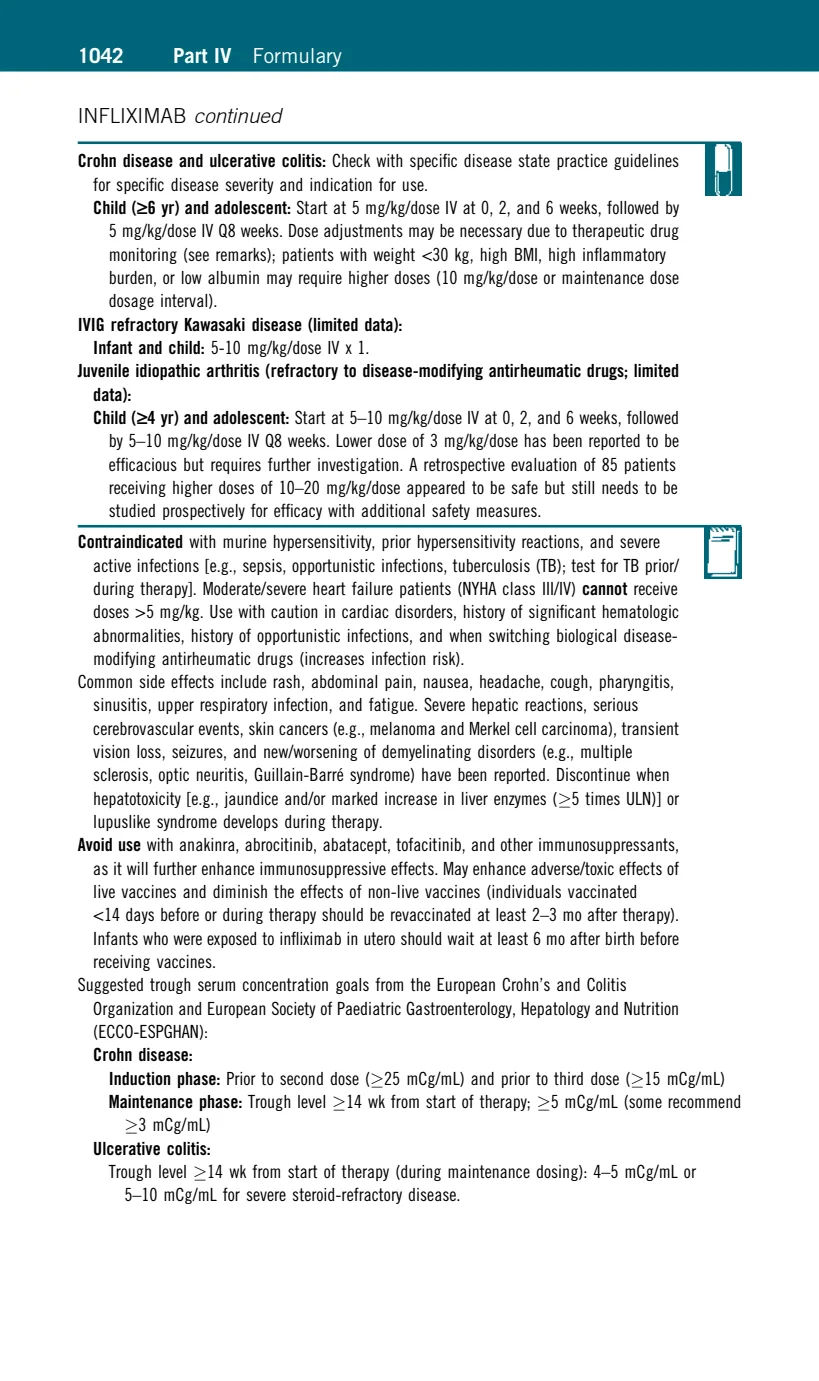 1042 Part IV Formulary
INFLIXIMAB continued
Crohn disease and ulcerative colitis: Check with specific disease state practice guidelines
for specific disease severity and indication for use.
Child (≥6 yr) and adolescent: Start at 5 mg/kg/dose IV at 0, 2, and 6 weeks, followed by
5 mg/kg/dose IV Q8 weeks. Dose adjustments may be necessary due to therapeutic drug
monitoring (see remarks); patients with weight <30 kg, high BMI, high inflammatory
burden, or low albumin may require higher doses (10 mg/kg/dose or maintenance dose
dosage interval).
IVIG refractory Kawasaki disease (limited data):
Infant and child: 5-10 mg/kg/dose IV x 1.
Juvenile idiopathic arthritis (refractory to disease-modifying antirheumatic drugs; limited
data):
Child (≥4 yr) and adolescent: Start at 5–10 mg/kg/dose IV at 0, 2, and 6 weeks, followed
by 5–10 mg/kg/dose IV Q8 weeks. Lower dose of 3 mg/kg/dose has been reported to be
efficacious but requires further investigation. A retrospective evaluation of 85 patients
receiving higher doses of 10–20 mg/kg/dose appeared to be safe but still needs to be
studied prospectively for efficacy with additional safety measures.
Contraindicated with murine hypersensitivity, prior hypersensitivity reactions, and severe
active infections [e.g., sepsis, opportunistic infections, tuberculosis (TB); test for TB prior/
during therapy]. Moderate/severe heart failure patients (NYHA class III/IV) cannot receive
doses >5 mg/kg. Use with caution in cardiac disorders, history of significant hematologic
abnormalities, history of opportunistic infections, and when switching biological disease-
modifying antirheumatic drugs (increases infection risk).
Common side effects include rash, abdominal pain, nausea, headache, cough, pharyngitis,
sinusitis, upper respiratory infection, and fatigue. Severe hepatic reactions, serious
cerebrovascular events, skin cancers (e.g., melanoma and Merkel cell carcinoma), transient
vision loss, seizures, and new/worsening of demyelinating disorders (e.g., multiple
sclerosis, optic neuritis, Guillain-Barré syndrome) have been reported. Discontinue when
hepatotoxicity [e.g., jaundice and/or marked increase in liver enzymes (≥5 times ULN)] or
lupuslike syndrome develops during therapy.
Avoid use with anakinra, abrocitinib, abatacept, tofacitinib, and other immunosuppressants,
as it will further enhance immunosuppressive effects. May enhance adverse/toxic effects of
live vaccines and diminish the effects of non-live vaccines (individuals vaccinated
<14 days before or during therapy should be revaccinated at least 2–3 mo after therapy).
Infants who were exposed to infliximab in utero should wait at least 6 mo after birth before
receiving vaccines.
Suggested trough serum concentration goals from the European Crohn's and Colitis
Organization and European Society of Paediatric Gastroenterology, Hepatology and Nutrition
(ECCO-ESPGHAN):
Crohn disease:
Induction phase: Prior to second dose (≥25 mCg/mL) and prior to third dose (≥15 mCg/mL)
Maintenance phase: Trough level ≥14 wk from start of therapy; ≥5 mCg/mL (some recommend
≥3 mCg/mL)
Ulcerative colitis:
Trough level ≥14 wk from start of therapy (during maintenance dosing): 4–5 mCg/mL or
5–10 mCg/mL for severe steroid-refractory disease.